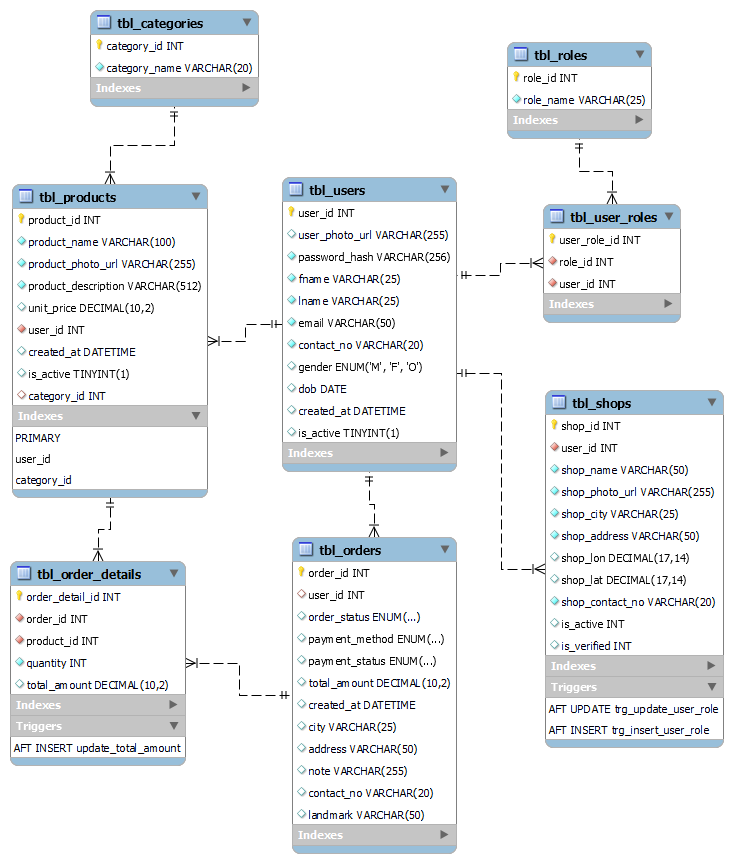 tbl_categories
category_id INT
category_name VARCHAR(20)
Indexes
tbl_roles
role_id INT
role_name VARCHAR(25)
Indexes
tbl_products
product_id INT
product_name VARCHAR(100)
product_photo_url VARCHAR(255)
product_description VARCHAR(512)
unit_price DECIMAL(10,2)
user_id INT
created_at DATETIME
is_active TINYINT(1)
category_id INT
Indexes
PRIMARY
user_id
category_id
tbl_users
user_id INT
user_photo_url VARCHAR(255)
password_hash VARCHAR(256)
fname VARCHAR(25)
lname VARCHAR(25)
email VARCHAR(50)
contact_no VARCHAR(20)
gender ENUM('M', 'F', 'O')
dob DATE
created_at DATETIME
is_active TINYINT(1)
Indexes
tbl_user_roles
user_role_id INT
role_id INT
user_id INT
Indexes
tbl_shops
shop_id INT
user_id INT
shop_name VARCHAR(50)
shop_photo_url VARCHAR(255)
shop_city VARCHAR(25)
shop_address VARCHAR(50)
shop_lon DECIMAL(17,14)
shop_lat DECIMAL(17,14)
shop_contact_no VARCHAR(20)
is_active INT
is_verified INT
Indexes
Triggers
AFT UPDATE trg_update_user_role
AFT INSERT trg_insert_user_role
tbl_order_details
order_detail_id INT
order_id INT
product_id INT
quantity INT
total_amount DECIMAL(10,2)
Indexes
Triggers
AFT INSERT update_total_amount
tbl_orders
order_id INT
user_id INT
order_status ENUM(...)
payment_method ENUM(...)
payment_status ENUM(...)
total_amount DECIMAL(10,2)
created_at DATETIME
city VARCHAR(25)
address VARCHAR(50)
note VARCHAR(255)
contact_no VARCHAR(20)
landmark VARCHAR(50)
Indexes